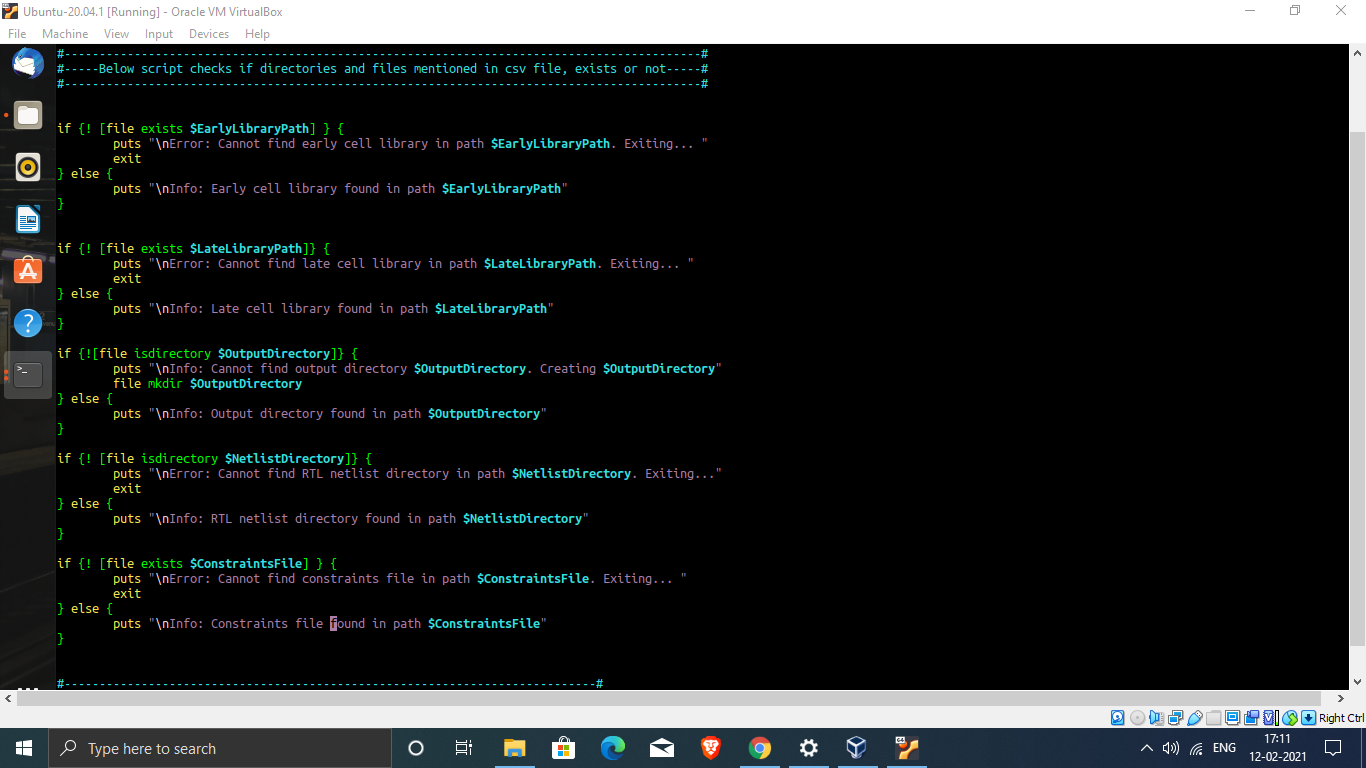 Ubuntu-20.04.1 [Running] - Oracle VM VirtualBox
File Machine View Input Devices Help
#-------------------------------------------------------------------------------------------#
#-----Below script checks if directories and files mentioned in csv file, exists or not-----#
#-------------------------------------------------------------------------------------------#
if {! [file exists $EarlyLibraryPath] } {
        puts "\nError: Cannot find early cell library in path $EarlyLibraryPath. Exiting... "
        exit
} else {
        puts "\nInfo: Early cell library found in path $EarlyLibraryPath"
}
if {! [file exists $LateLibraryPath]} {
        puts "\nError: Cannot find late cell library in path $LateLibraryPath. Exiting... "
        exit
} else {
        puts "\nInfo: Late cell library found in path $LateLibraryPath"
}
if {![file isdirectory $OutputDirectory]} {
        puts "\nInfo: Cannot find output directory $OutputDirectory. Creating $OutputDirectory"
        file mkdir $OutputDirectory
} else {
        puts "\nInfo: Output directory found in path $OutputDirectory"
}
if {! [file isdirectory $NetlistDirectory]} {
        puts "\nError: Cannot find RTL netlist directory in path $NetlistDirectory. Exiting..."
        exit
} else {
        puts "\nInfo: RTL netlist directory found in path $NetlistDirectory"
}
if {! [file exists $ConstraintsFile] } {
        puts "\nError: Cannot find constraints file in path $ConstraintsFile. Exiting... "
        exit
} else {
        puts "\nInfo: Constraints file found in path $ConstraintsFile"
}
#----------------------------------------------------------------------------#
Right Ctrl
Type here to search
ENG
17:11
12-02-2021